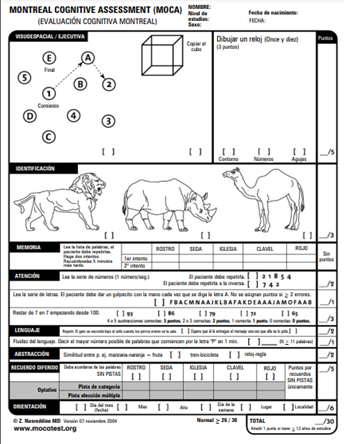 MONTREAL COGNITIVE ASSESSMENT (MOCA)
(EVALUACIÓN COGNITIVA MONTREAL)
NOMBRE:
Nivel de
estudios:
Sexo:
Fecha de nacimiento:
FECHA:
VISUOESPACIAL / EJECUTIVA
Copiar el
cubo
Dibujar un reloj (Once y diez)
(3 puntos)
Puntos
E
Final
A
5
B
2
1
Comienzo
D
4
3
C
[ ]
[ ]
[ ] [ ] [ ]
Contorno Números Agujas
__/5
IDENTIFICACIÓN
[ ] [ ] [ ]
__/3
MEMORIA
Lea la lista de palabras, el
paciente debe repetirla.
Haga dos intentos.
Recuérdeselas 5 minutos
más tarde.
ROSTRO SEDA IGLESIA CLAVEL ROJO
1er intento
2º intento
Sin
puntos
ATENCIÓN
Lea la serie de números (1 número/seg.)
El paciente debe repetirla. [ ] 2 1 8 5 4
El paciente debe repetirla a la inversa. [ ] 7 4 2
__/2
Lea la serie de letras. El paciente debe dar un golpecito con la mano cada vez que se diga la letra A. No se asignan puntos si ≥ 2 errores.
[ ] F B A C M N A A J K L B A F A K D E A A A J A M O F A A B
__/1
Restar de 7 en 7 empezando desde 100.
[ ] 93 [ ] 86 [ ] 79 [ ] 72 [ ] 65
4 o 5 sustracciones correctas: 3 puntos, 2 o 3 correctas: 2 puntos, 1 correcta: 1 punto, 0 correctas: 0 puntos.
__/3
LENGUAJE
Repetir: El gato se esconde bajo el sofá cuando los perros entran en la sala. [ ] Espero que él le entregue el mensaje una vez que ella se lo pida. [ ]
__/2
Fluidez del lenguaje. Decir el mayor número posible de palabras que comiencen por la letra "P" en 1 min. [ ] ____ (N ≥ 11 palabras)
__/1
ABSTRACCIÓN
Similitud entre p. ej. manzana-naranja = fruta [ ] tren-bicicleta [ ] reloj-regla
__/2
RECUERDO DIFERIDO
Debe acordarse de las palabras
SIN PISTAS
ROSTRO SEDA IGLESIA CLAVEL ROJO
[ ] [ ] [ ] [ ] [ ]
Puntos por
recuerdos
SIN PISTAS
únicamente
__/5
Optativo
Pista de categoría
Pista elección múltiple
ORIENTACIÓN
[ ] Día del mes
(fecha)
[ ] Mes [ ] Año
[ ] Día de la
semana
[ ] Lugar [ ] Localidad
__/6
© Z. Nasreddine MD Versión 07 noviembre 2004
www.mocatest.org
Normal ≥ 26 / 30
TOTAL __/30
Añadir 1 punto si tiene ≤ 12 años de estudios